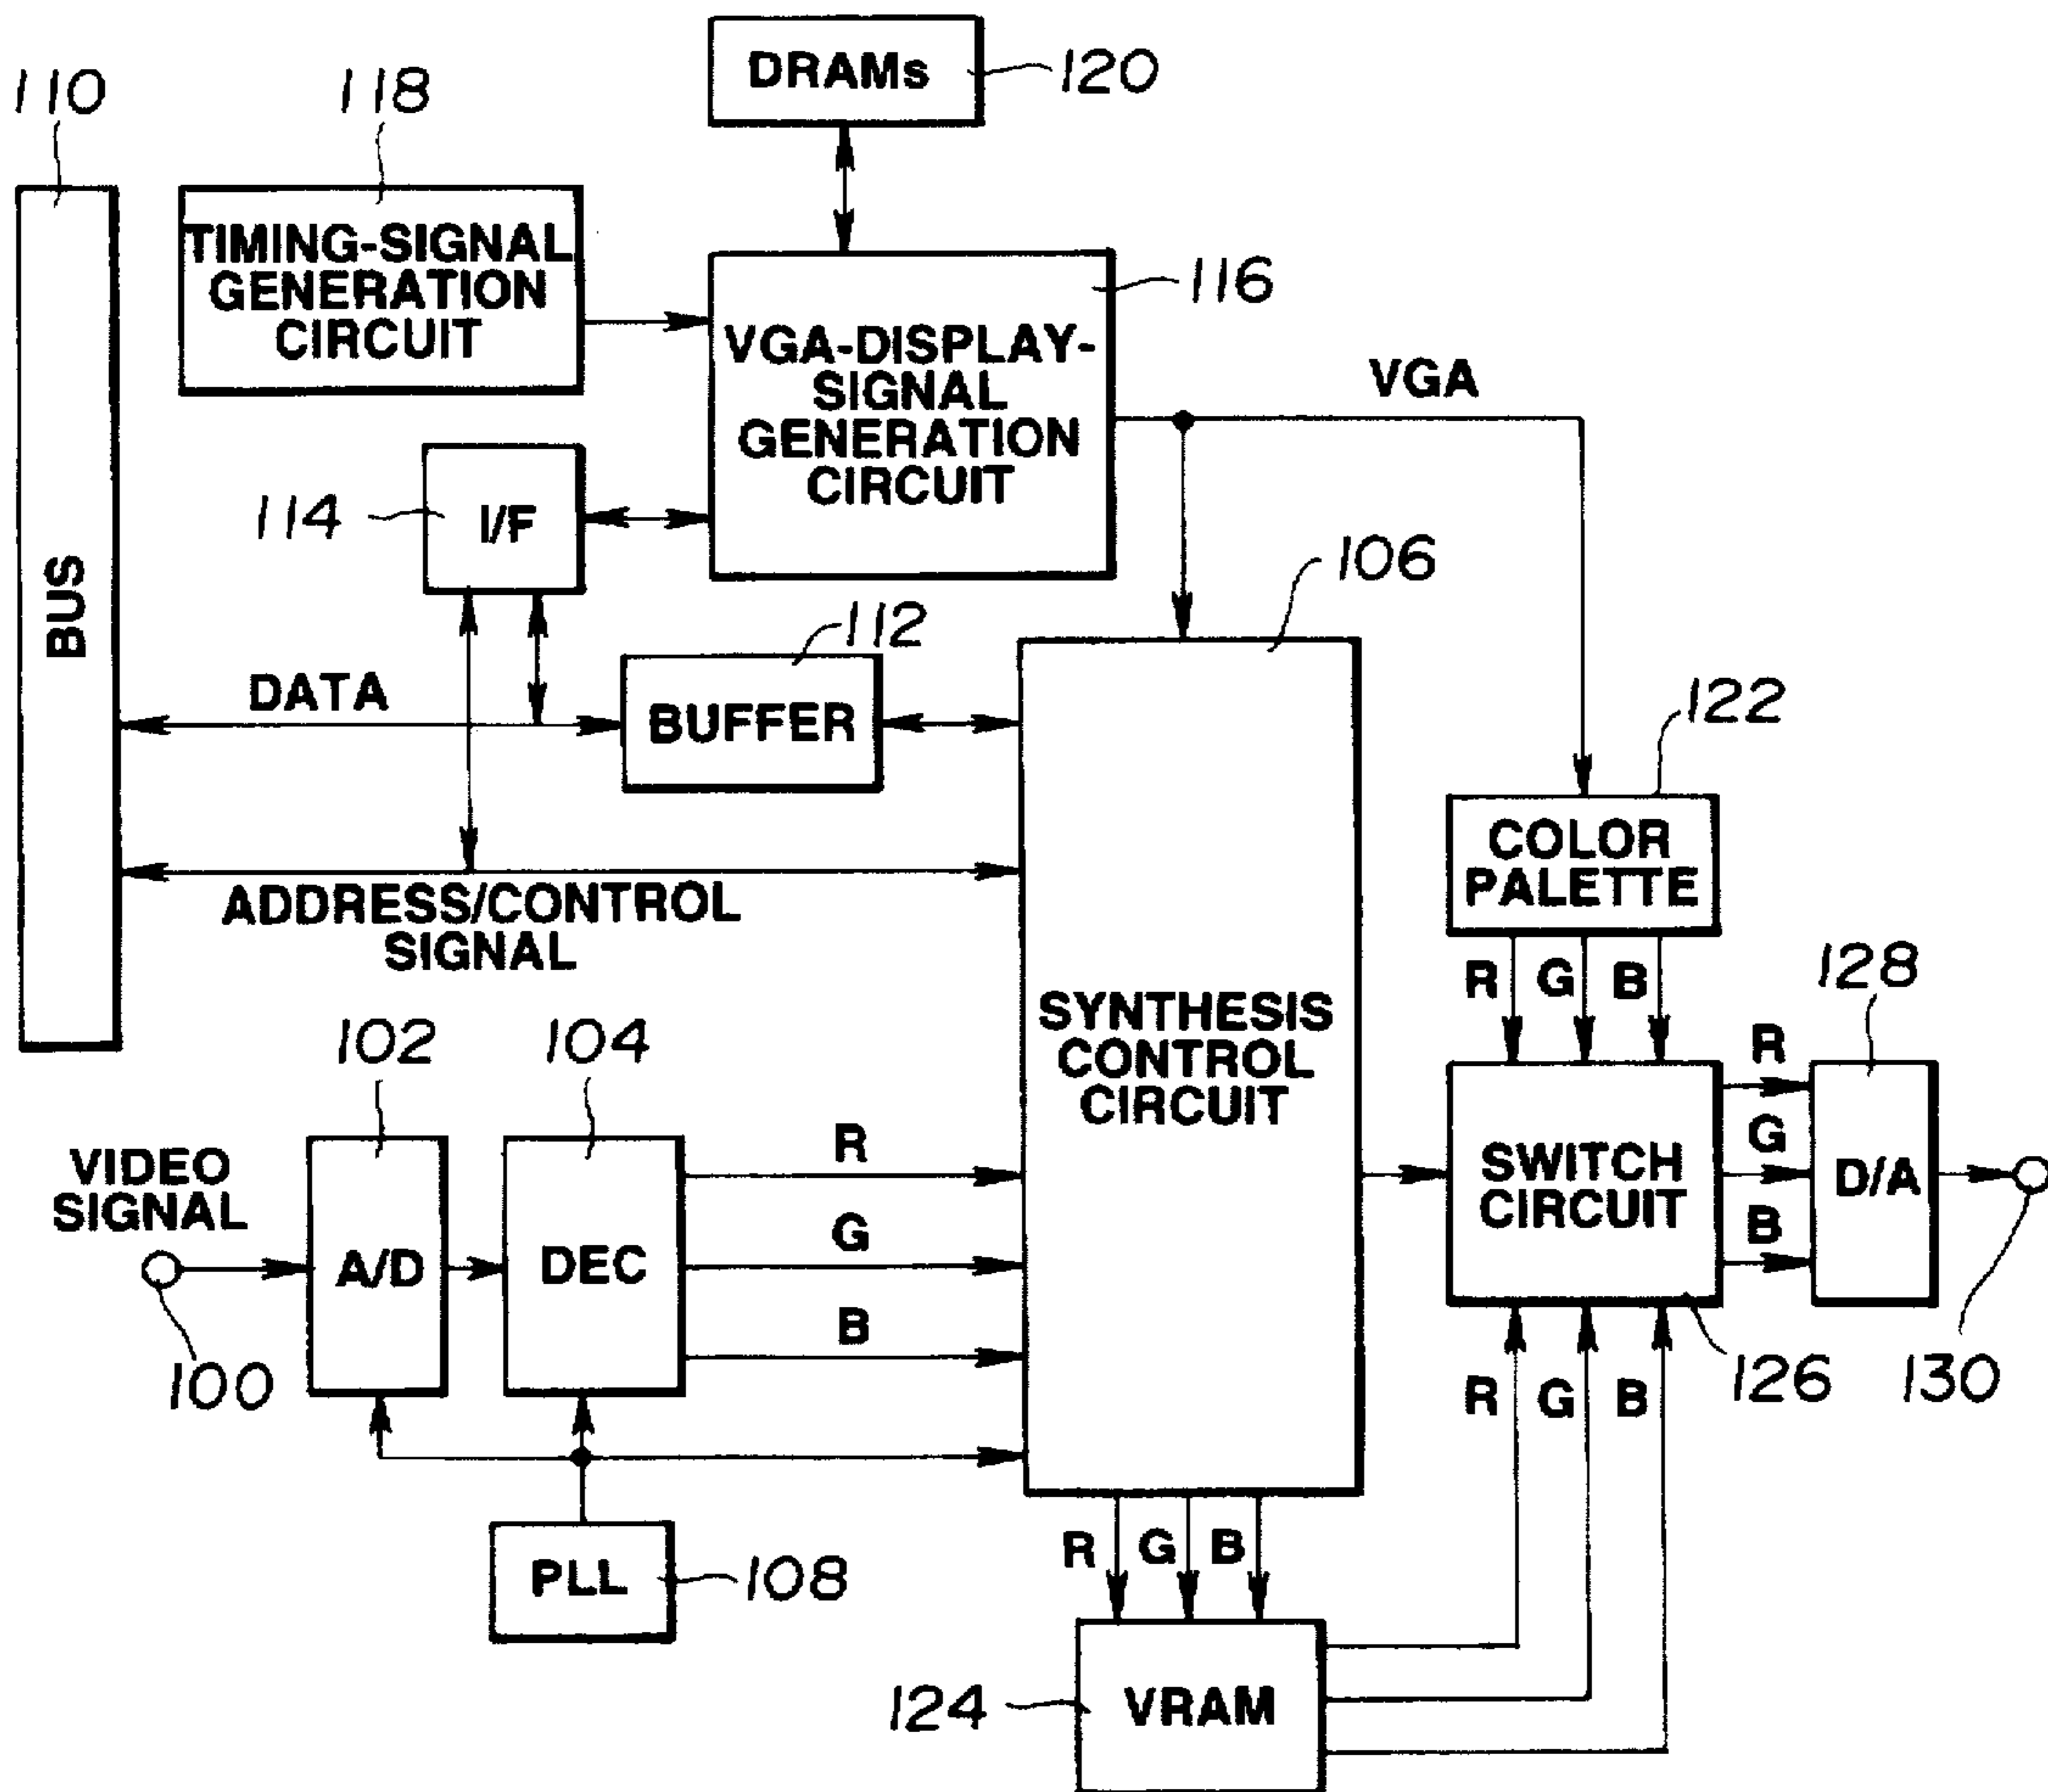 DRAMs
120
110
118
TIMING-SIGNAL
GENERATION
CIRCUIT
116
VGA-DISPLAY-
SIGNAL
GENERATION
CIRCUIT
VGA
114
I/F
106
BUS
112
DATA
BUFFER
122
COLOR
PALETTE
ADDRESS/CONTROL
SIGNAL
R
G
B
128
SYNTHESIS
CONTROL
CIRCUIT
102
104
R
G
B
VIDEO
SIGNAL
A/D
DEC
R
G
B
SWITCH
CIRCUIT
D/A
100
126
130
R
G
B
PLL
108
R
G
B
124
VRAM